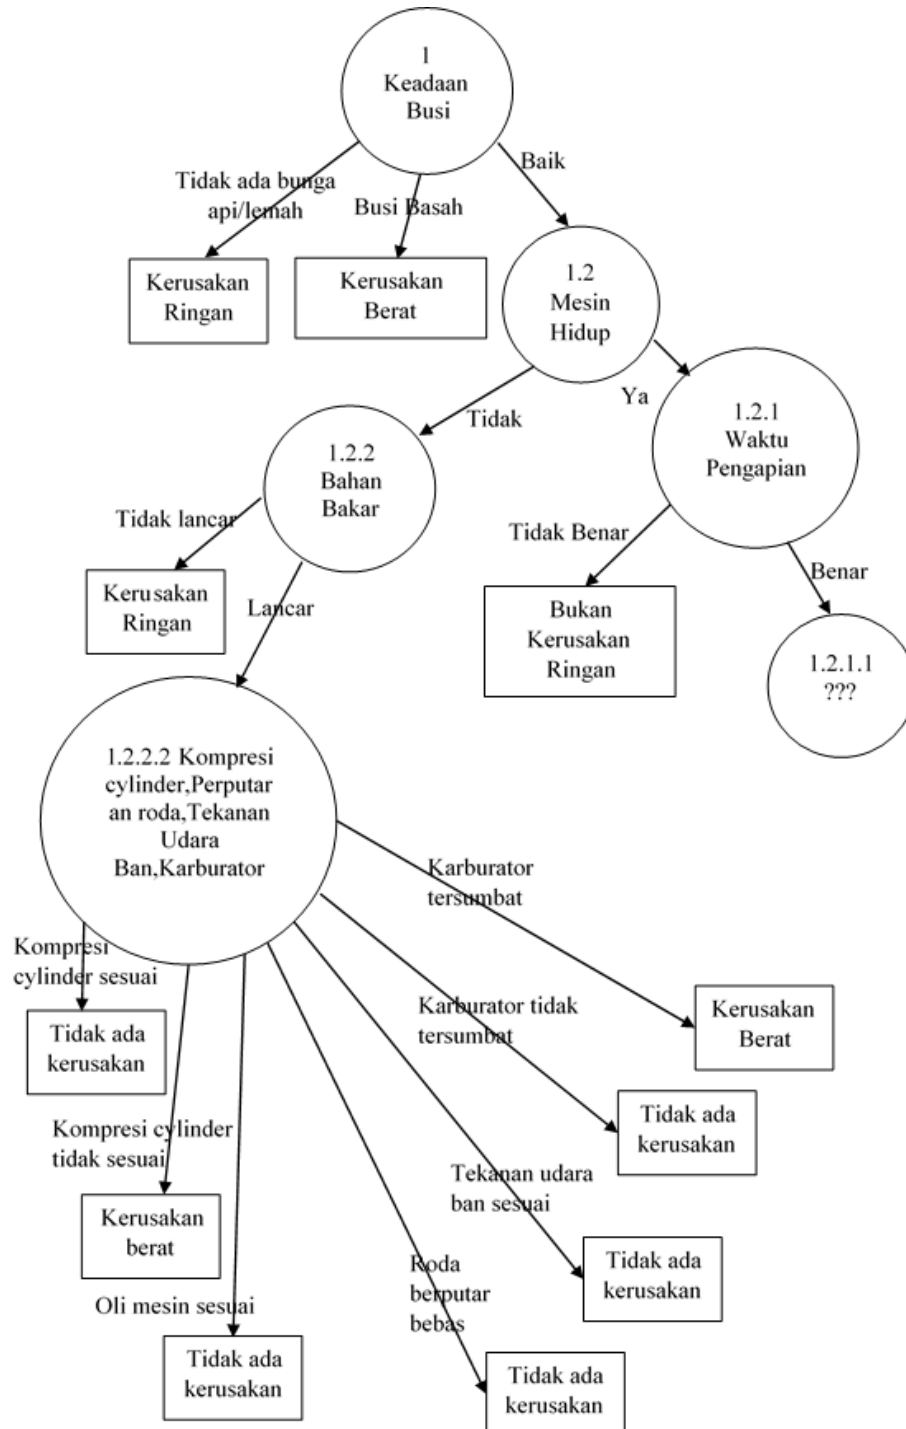 1
Keadaan
Busi
Tidak ada bunga
api/lemah
Busi Basah
Baik
Kerusakan
Ringan
Kerusakan
Berat
1.2
Mesin
Hidup
Tidak
Ya
1.2.2
Bahan
Bakar
1.2.1
Waktu
Pengapian
Tidak lancar
Lancar
Tidak Benar
Benar
Kerusakan
Ringan
Bukan
Kerusakan
Ringan
1.2.1.1
???
1.2.2.2 Kompresi
cylinder,Perputar
an roda,Tekanan
Udara
Ban,Karburator
Karburator
tersumbat
Kompresi
cylinder sesuai
Karburator tidak
tersumbat
Kerusakan
Berat
Tidak ada
kerusakan
Kompresi cylinder
tidak sesuai
Tidak ada
kerusakan
Tekanan udara
ban sesuai
Kerusakan
berat
Roda
berputar
bebas
Tidak ada
kerusakan
Oli mesin sesuai
Tidak ada
kerusakan
Tidak ada
kerusakan